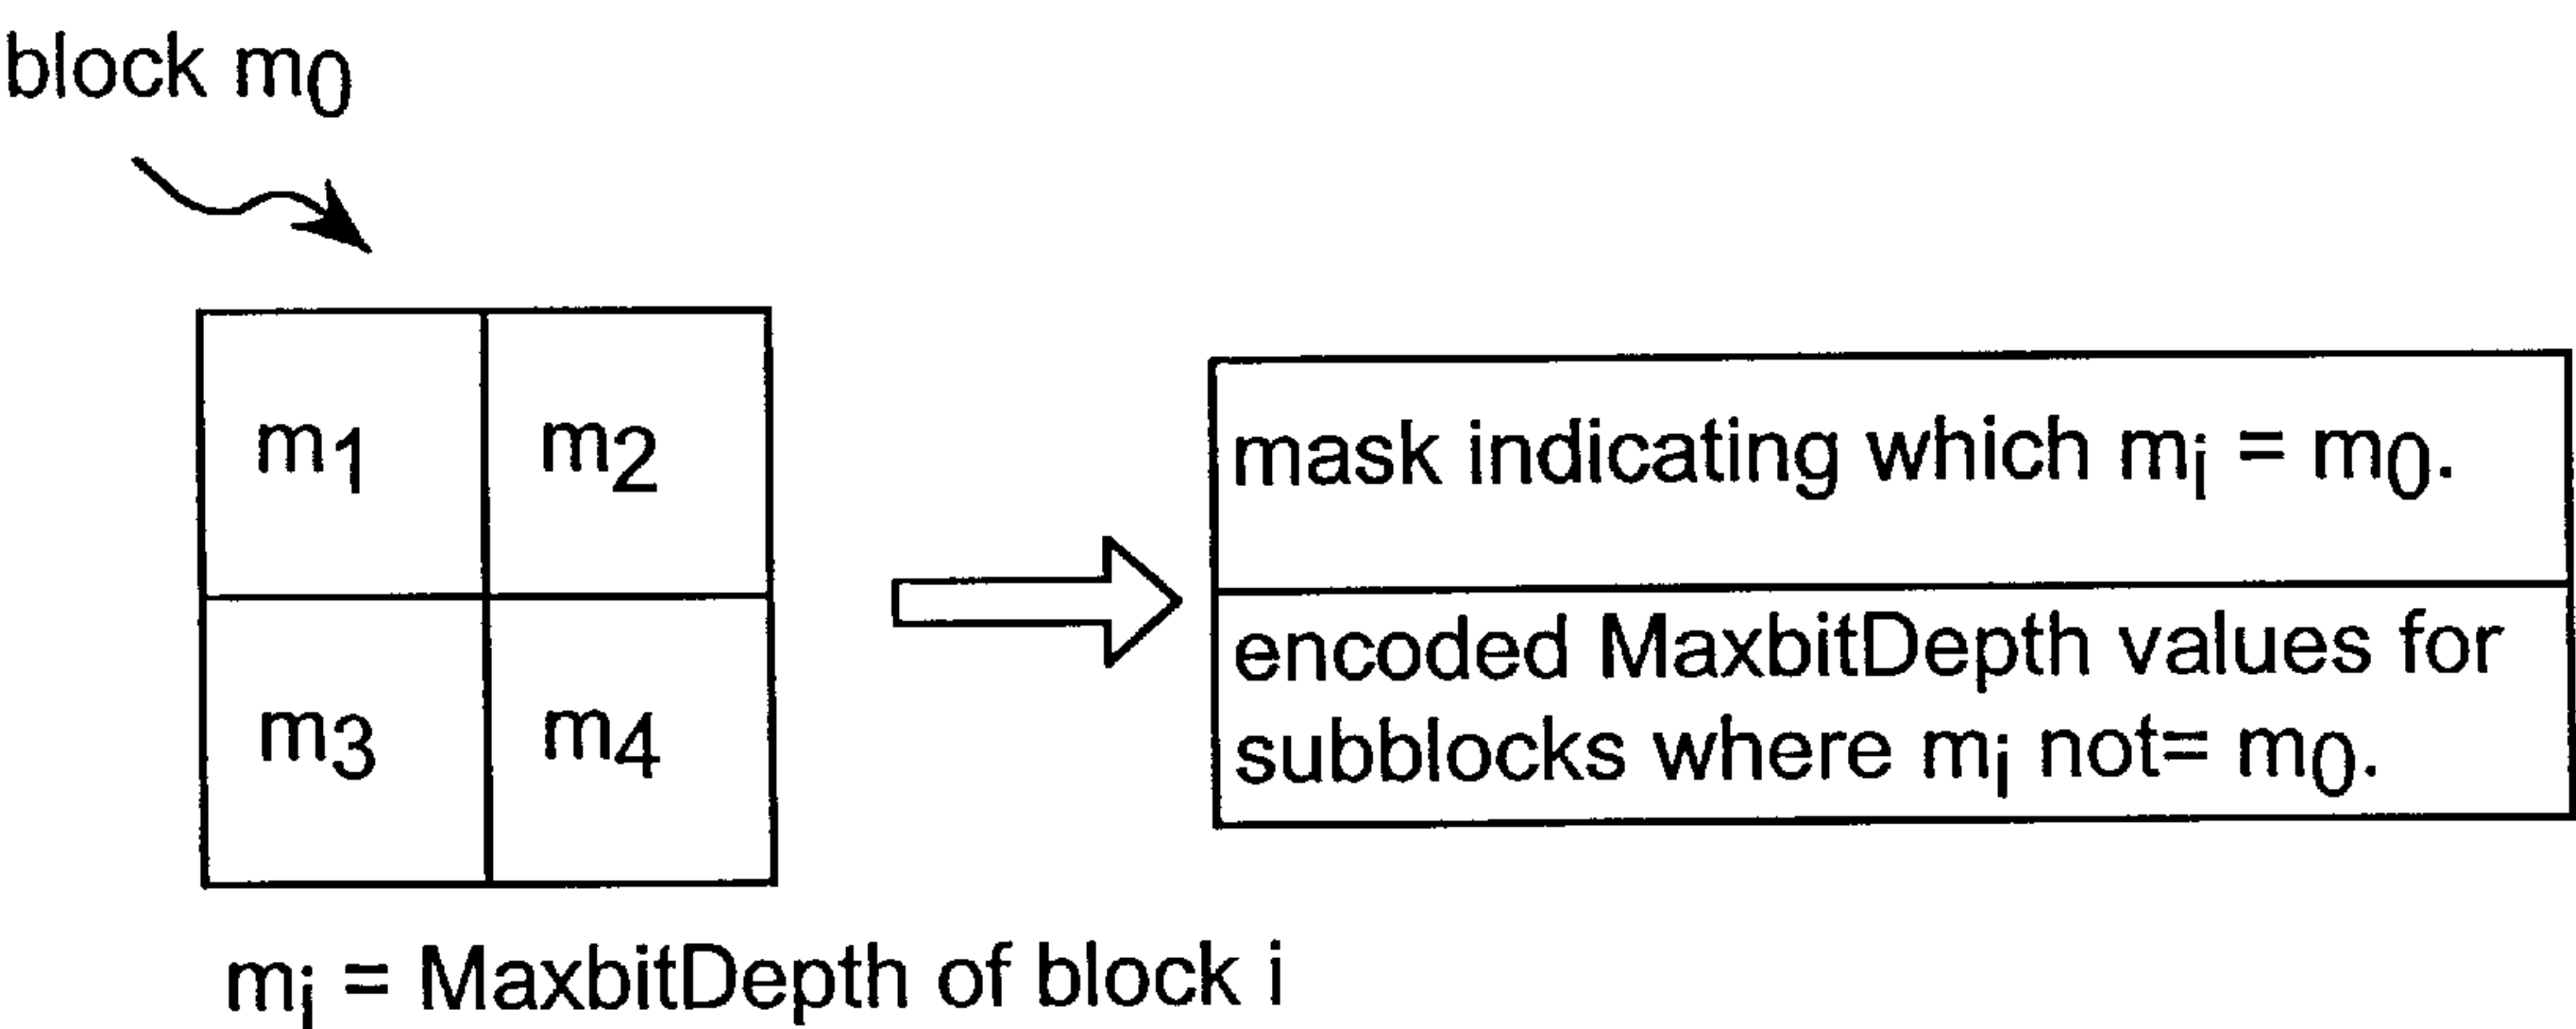 block m0
m1 m2
mask indicating which mi = m0.
encoded MaxbitDepth values for
m3 m4
subblocks where mi not= m0.
mi = MaxbitDepth of block i